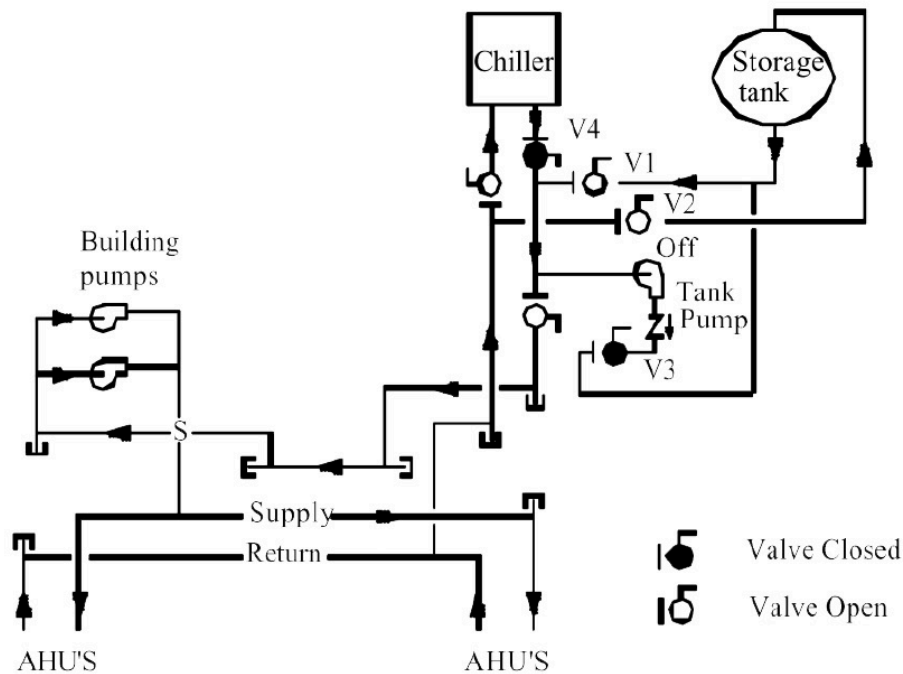 Chiller
Storage
tank
V4
V1
V2
Off
Tank
Pump
V3
Building
pumps
S
Supply
Return
AHU'S
AHU'S
Valve Closed
Valve Open